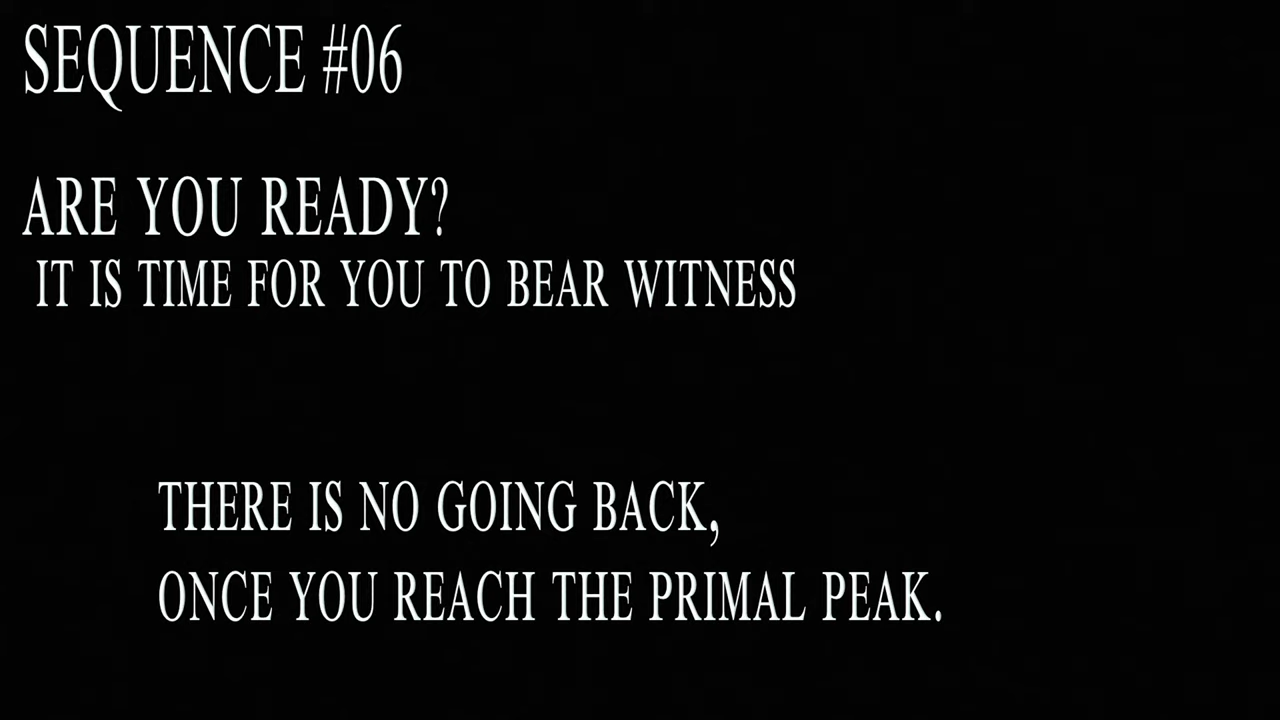 SEQUENCE #06
ARE YOU READY?
IT IS TIME FOR YOU TO BEAR WITNESS
THERE IS NO GOING BACK,
ONCE YOU REACH THE PRIMAL PEAK.